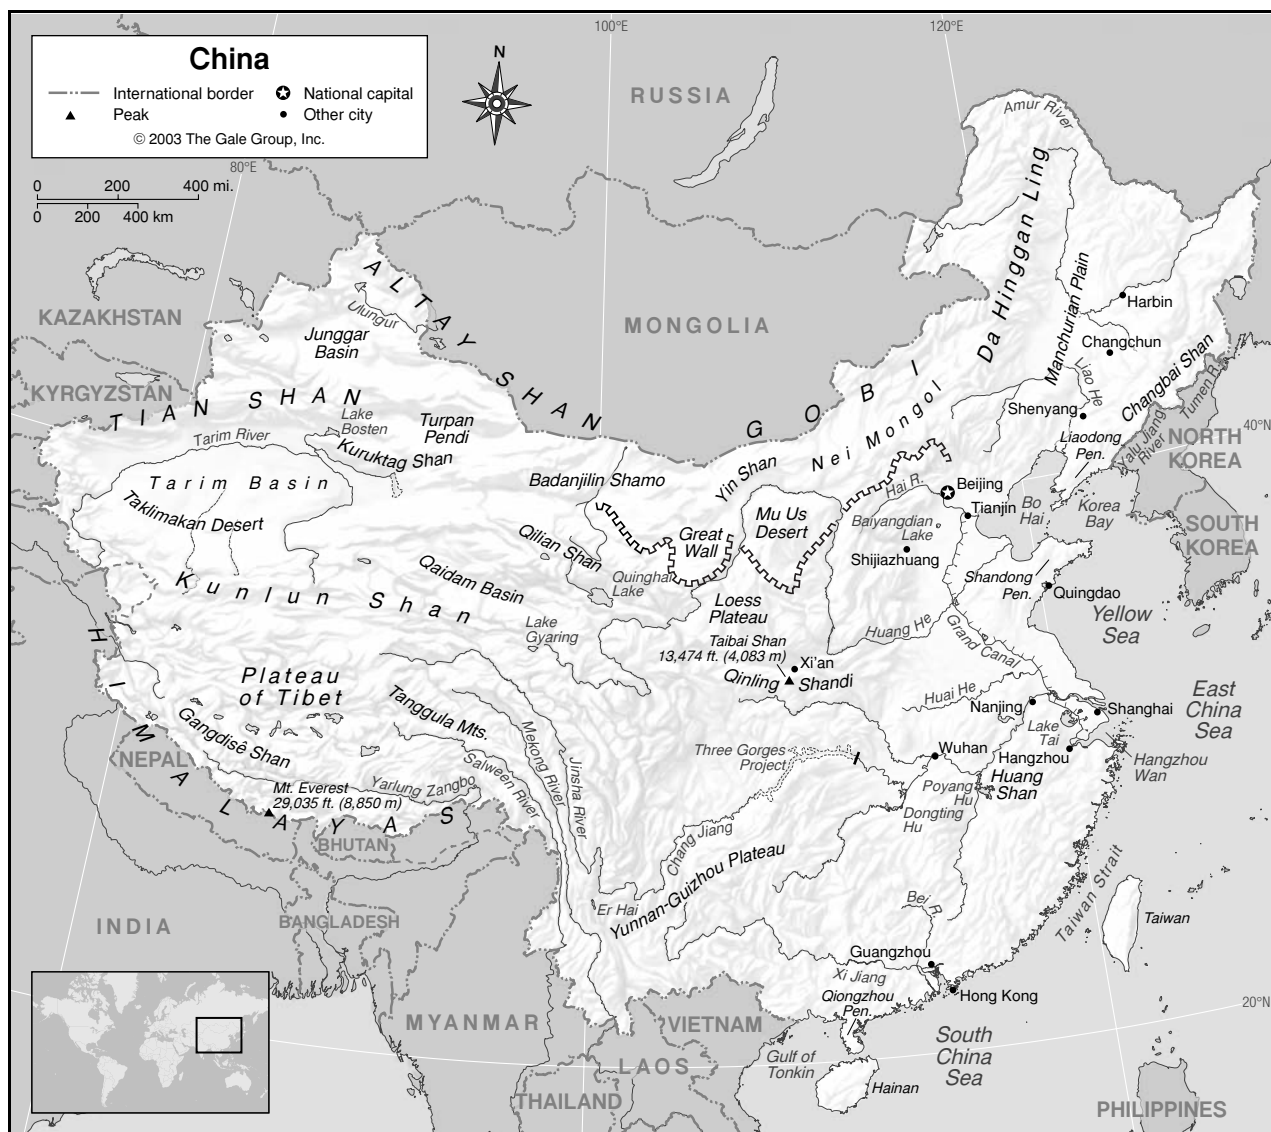 China
International border
National capital
Peak
Other city
© 2003 The Gale Group, Inc.
0 200 400 mi.
0 200 400 km
N
80°E
100°E
120°E
40°N
20°N
RUSSIA
KAZAKHSTAN
KYRGYZSTAN
MONGOLIA
NORTH
KOREA
SOUTH
KOREA
NEPAL
BHUTAN
BANGLADESH
INDIA
MYANMAR
LAOS
THAILAND
VIETNAM
PHILIPPINES
Amur River
Da Hinggan Ling
Manchurian Plain
Harbin
Changchun
Changbai Shan
Liao He
Shenyang
Liaodong
Pen.
Yalu Jiang
River
Tumen R.
ALTAY SHAN
Ulungur
Junggar
Basin
TIAN SHAN
Lake
Bosten
Turpan
Pendi
Tarim River
Kuruktag Shan
Tarim Basin
Taklimakan Desert
GOBI
Nei Mongol
Yin Shan
Badanjilin Shamo
Hai R.
Beijing
Tianjin
Bo
Hai
Korea
Bay
Baiyangdian
Lake
Shijiazhuang
Mu Us
Desert
Great
Wall
Qilian Shan
Quinghai
Lake
Qaidam Basin
Kunlun Shan
Lake
Gyaring
Loess
Plateau
Shandong
Pen.
Quingdao
Yellow
Sea
Huang He
Grand Canal
Taibai Shan
13,474 ft. (4,083 m)
Xi'an
Qinling Shandi
Huai He
Nanjing
Shanghai
East
China
Sea
Lake
Tai
Hangzhou
Hangzhou
Wan
Wuhan
Huang
Shan
Poyang
Hu
Dongting
Hu
Three Gorges
Project
HIMALAYAS
Plateau
of Tibet
Gangdisê Shan
Tanggula Mts.
Mekong River
Jinsha River
Salween River
Yarlung Zangbo
Mt. Everest
29,035 ft. (8,850 m)
Chang Jiang
Yunnan-Guizhou Plateau
Er Hai
Bei R.
Guangzhou
Xi Jiang
Hong Kong
Qiongzhou
Pen.
Gulf of
Tonkin
Hainan
South
China
Sea
Taiwan Strait
Taiwan